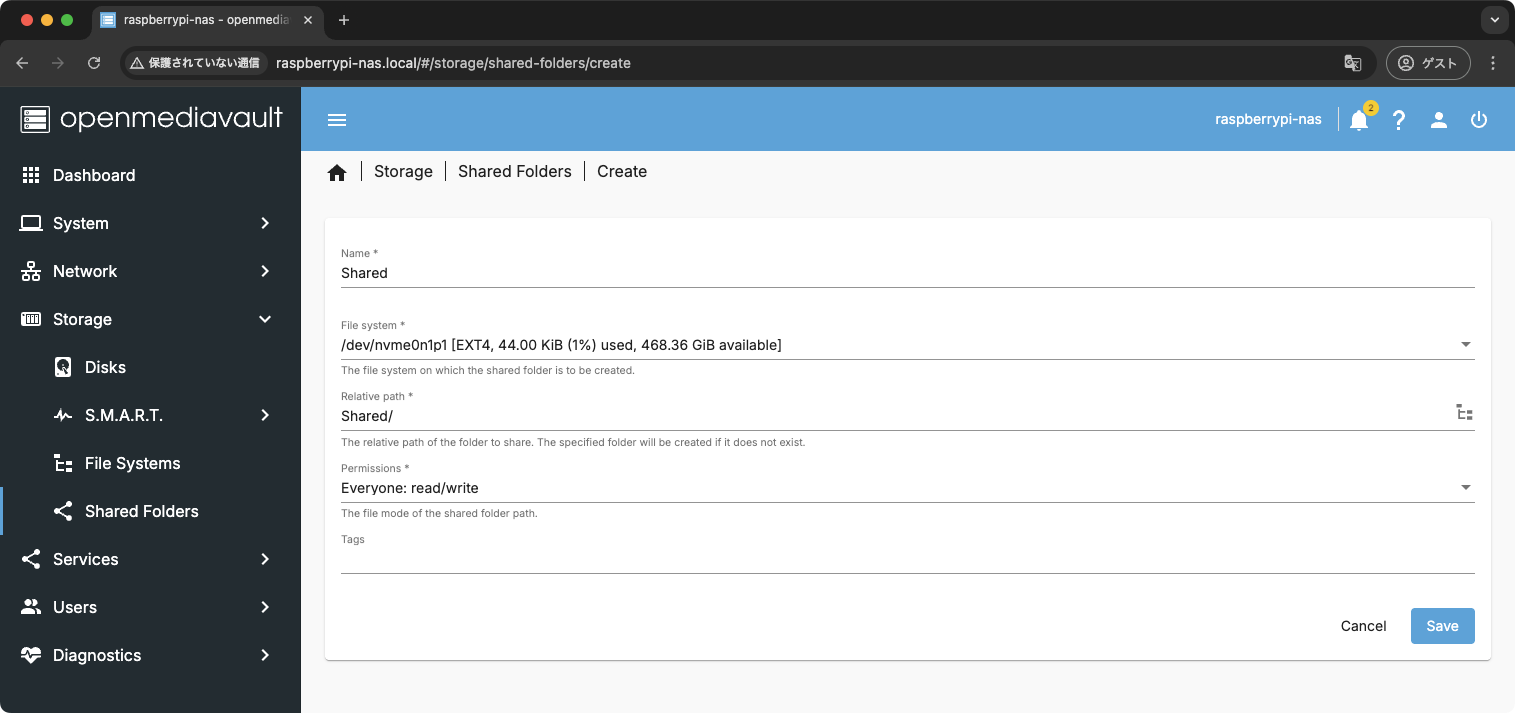 raspberrypi-nas - openmedia
保護されていない通信 raspberrypi-nas.local/#/storage/shared-folders/create
ゲスト
openmediavault
raspberrypi-nas
2
Storage
Shared Folders
Create
Dashboard
System
Network
Storage
Disks
S.M.A.R.T.
File Systems
Shared Folders
Services
Users
Diagnostics
Name *
Shared
File system *
/dev/nvme0n1p1 [EXT4, 44.00 KiB (1%) used, 468.36 GiB available]
The file system on which the shared folder is to be created.
Relative path *
Shared/
The relative path of the folder to share. The specified folder will be created if it does not exist.
Permissions *
Everyone: read/write
The file mode of the shared folder path.
Tags
Cancel
Save